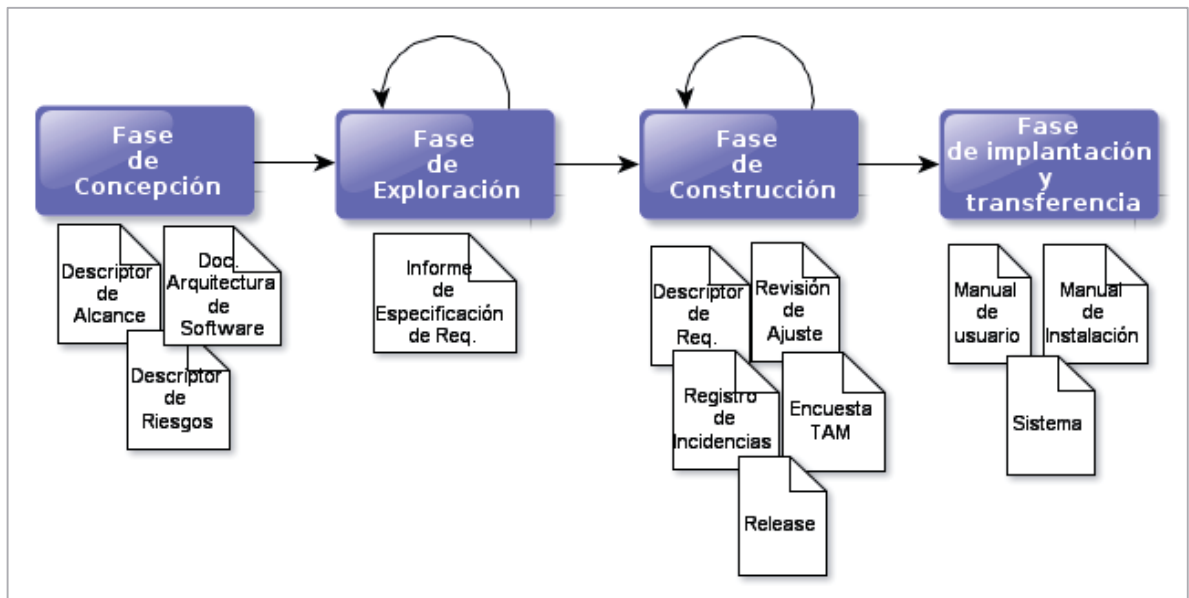 Fase
de
Concepción
Fase
de
Exploración
Fase
de
Construcción
Fase
de implantación
y
transferencia
Descriptor
de
Alcance
Doc.
Arquitectura
de
Software
Descriptor
de
Riesgos
Informe
de
Especificación
de Req.
Descriptor
de
Req.
Revisión
de
Ajuste
Registro
de
Incidencias
Encuesta
TAM
Release
Manual
de
usuario
Manual
de
Instalación
Sistema